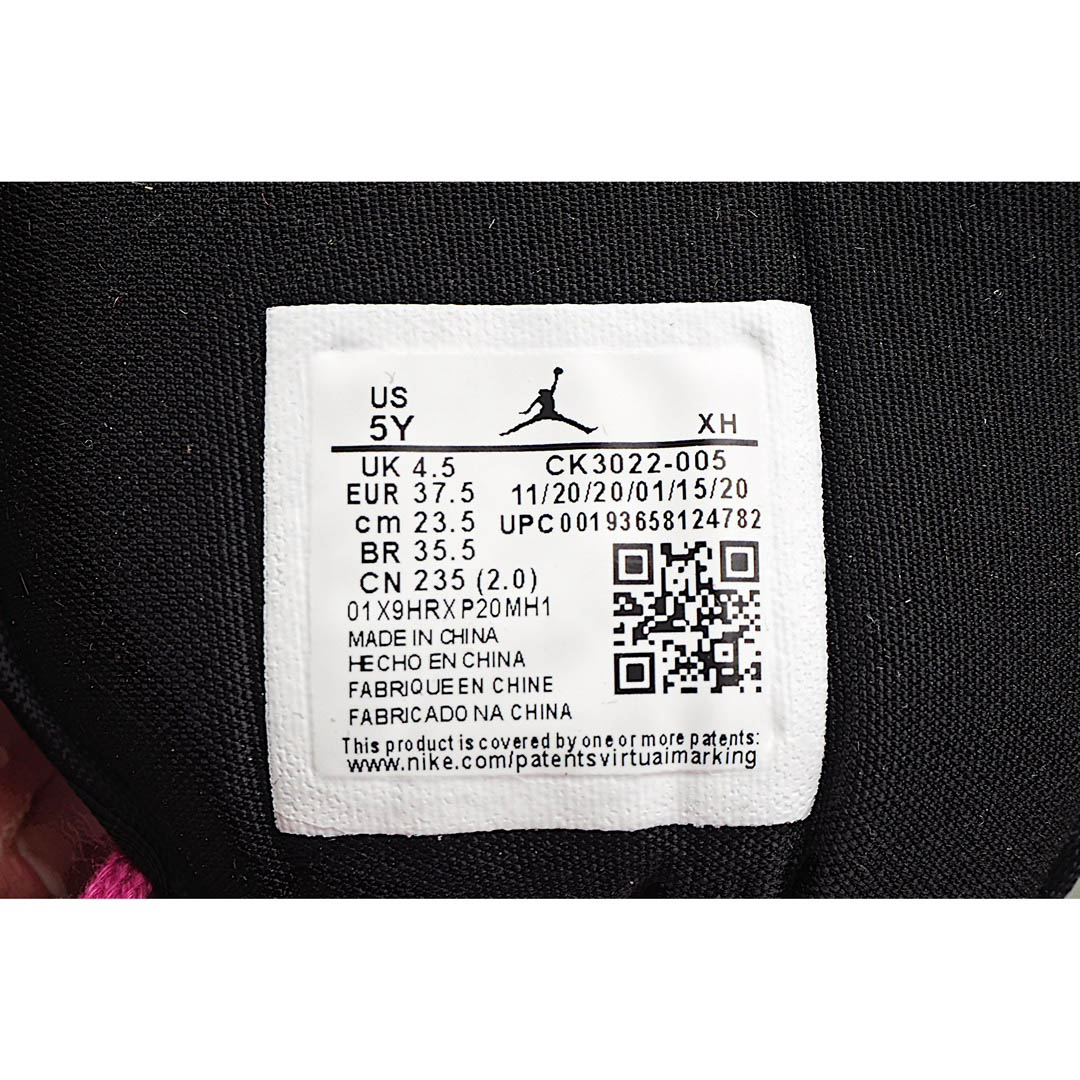 US
5Y XH
UK 4.5 CK3022-005
EUR 37.5 11/20/20/01/15/20
cm 23.5 UPC00193658124782
BR 35.5
CN 235 (2.0)
01X9HRXP20MH1
MADE IN CHINA
HECHO EN CHINA
FABRIQUE EN CHINE
FABRICADO NA CHINA
This product is covered by one or more patents:
www.nike.com/patentsvirtuaimarking